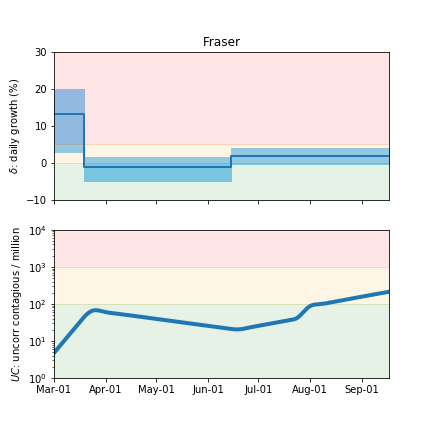 Fraser
30
20
10
0
−10
δ: daily growth (%)
10⁴
10³
10²
10¹
10⁰
UC: uncorr contagious / million
Mar-01 Apr-01 May-01 Jun-01 Jul-01 Aug-01 Sep-01